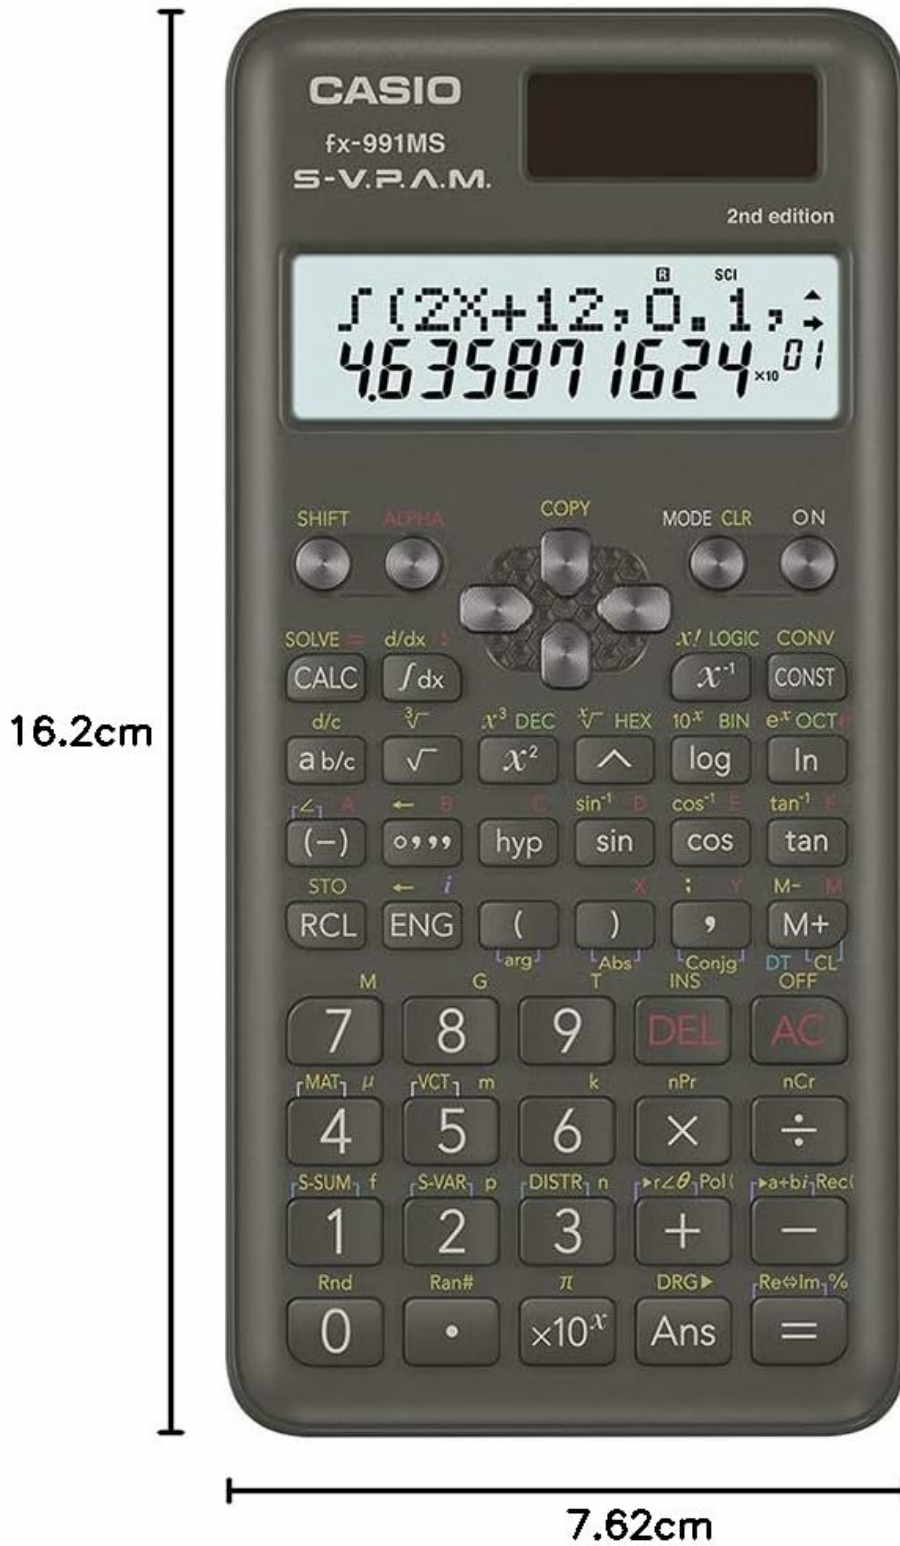 CASIO
fx-991MS
S-V.P.A.M.
2nd edition
R SCI
∫(2X+12,0.1,
4.635871624×10 01
COPY
SHIFT ALPHA MODE CLR ON
SOLVE = d/dx : x! LOGIC CONV
CALC ∫dx x⁻¹ CONST
d/c ³√ x³ DEC ˣ√ HEX 10ˣ BIN eˣ OCT e
a b/c √ x² ^ log ln
∠ A ← B C sin⁻¹ D cos⁻¹ E tan⁻¹ F
(−) °,,, hyp sin cos tan
STO ← i X ; Y M− M
RCL ENG ( ) , M+
arg Abs Conjg DT CL
M G T INS OFF
7 8 9 DEL AC
MAT μ VCT m k nPr nCr
4 5 6 × ÷
S-SUM f S-VAR p DISTR n ▶r∠θ Pol( ▶a+bi Rec(
1 2 3 + −
Rnd Ran# π DRG▶ Re⇔Im %
0 • ×10ˣ Ans =
16.2cm
7.62cm